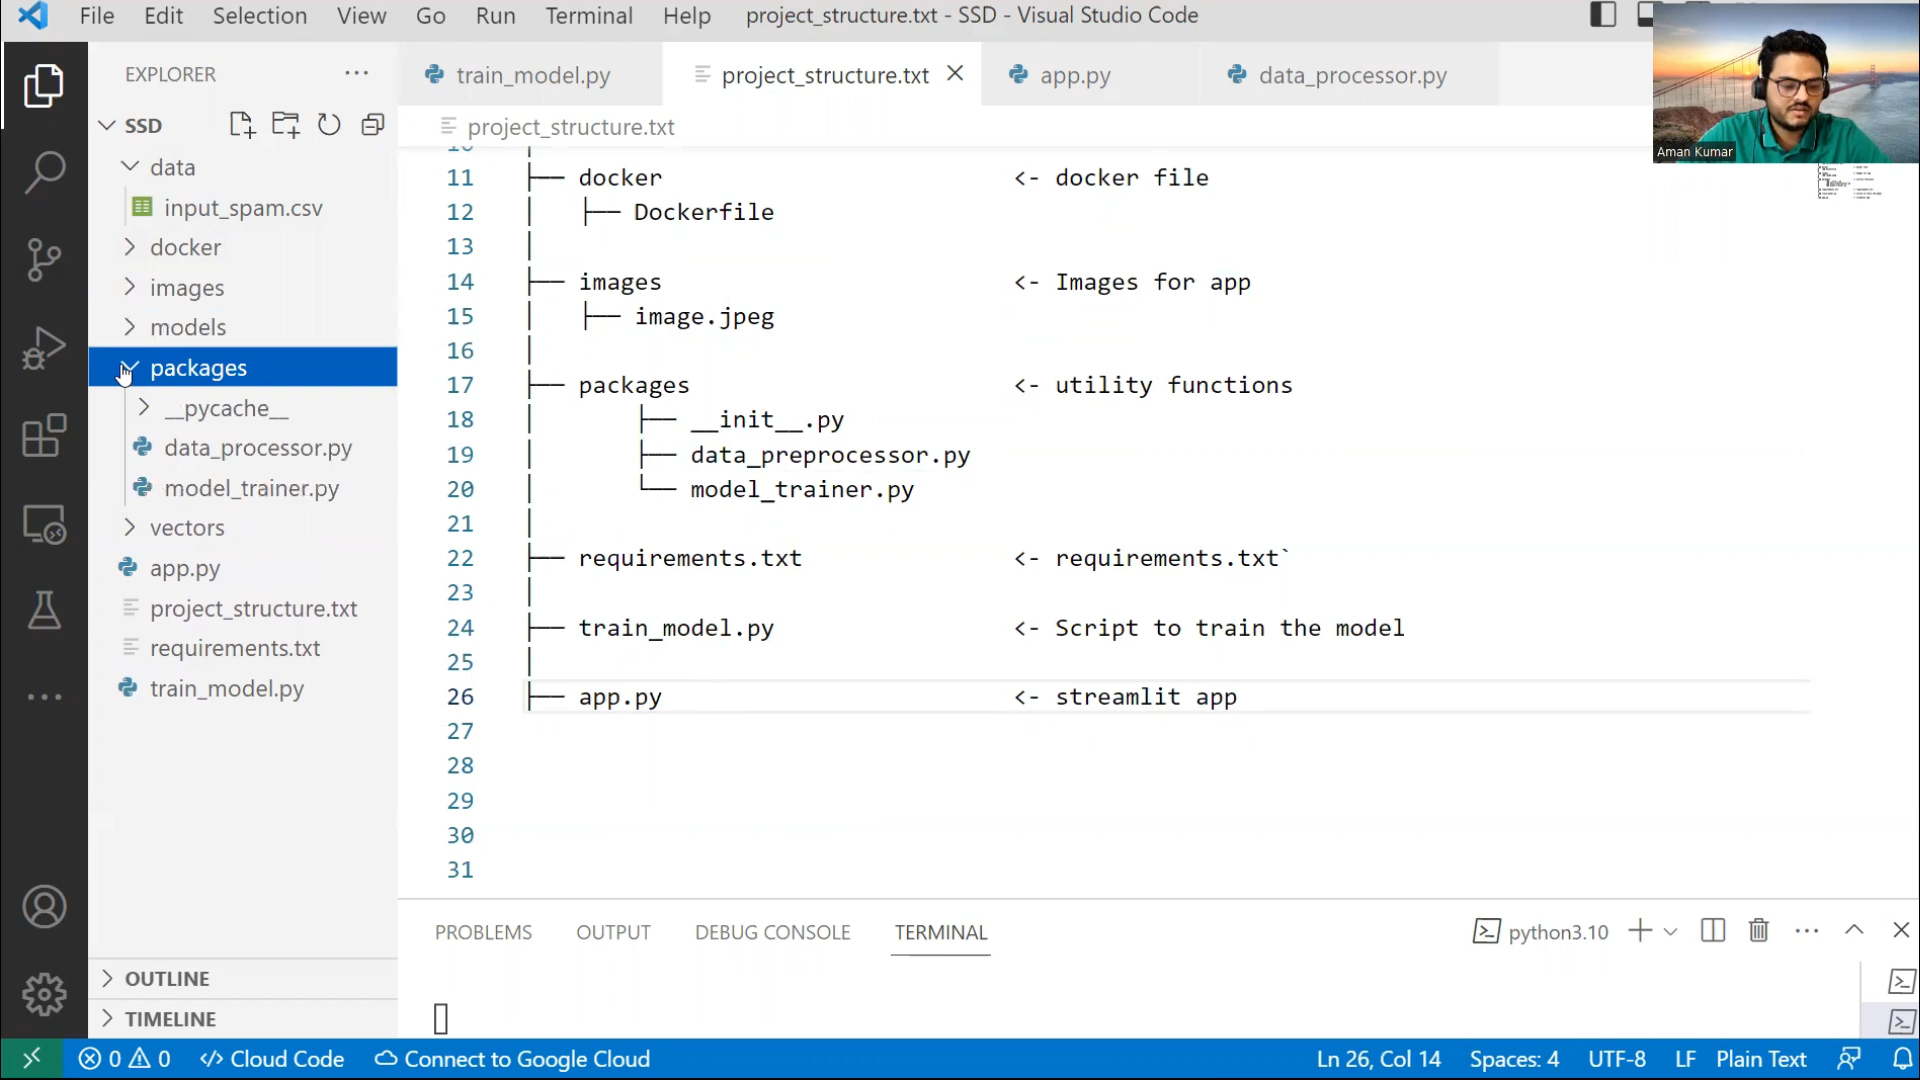 File Edit Selection View Go Run Terminal Help project_structure.txt - SSD - Visual Studio Code
EXPLORER ···
SSD
data
input_spam.csv
docker
images
models
packages
__pycache__
data_processor.py
model_trainer.py
vectors
app.py
project_structure.txt
requirements.txt
train_model.py
OUTLINE
TIMELINE
train_model.py project_structure.txt app.py data_processor.py
project_structure.txt
10
11 ├── docker <- docker file
12 │ ├── Dockerfile
13 │
14 ├── images <- Images for app
15 │ ├── image.jpeg
16 │
17 ├── packages <- utility functions
18 │ ├── __init__.py
19 │ ├── data_preprocessor.py
20 │ └── model_trainer.py
21 │
22 ├── requirements.txt <- requirements.txt`
23 │
24 ├── train_model.py <- Script to train the model
25 │
26 ├── app.py <- streamlit app
27
28
29
30
31
Aman Kumar
PROBLEMS OUTPUT DEBUG CONSOLE TERMINAL python3.10
0 0 Cloud Code Connect to Google Cloud Ln 26, Col 14 Spaces: 4 UTF-8 LF Plain Text